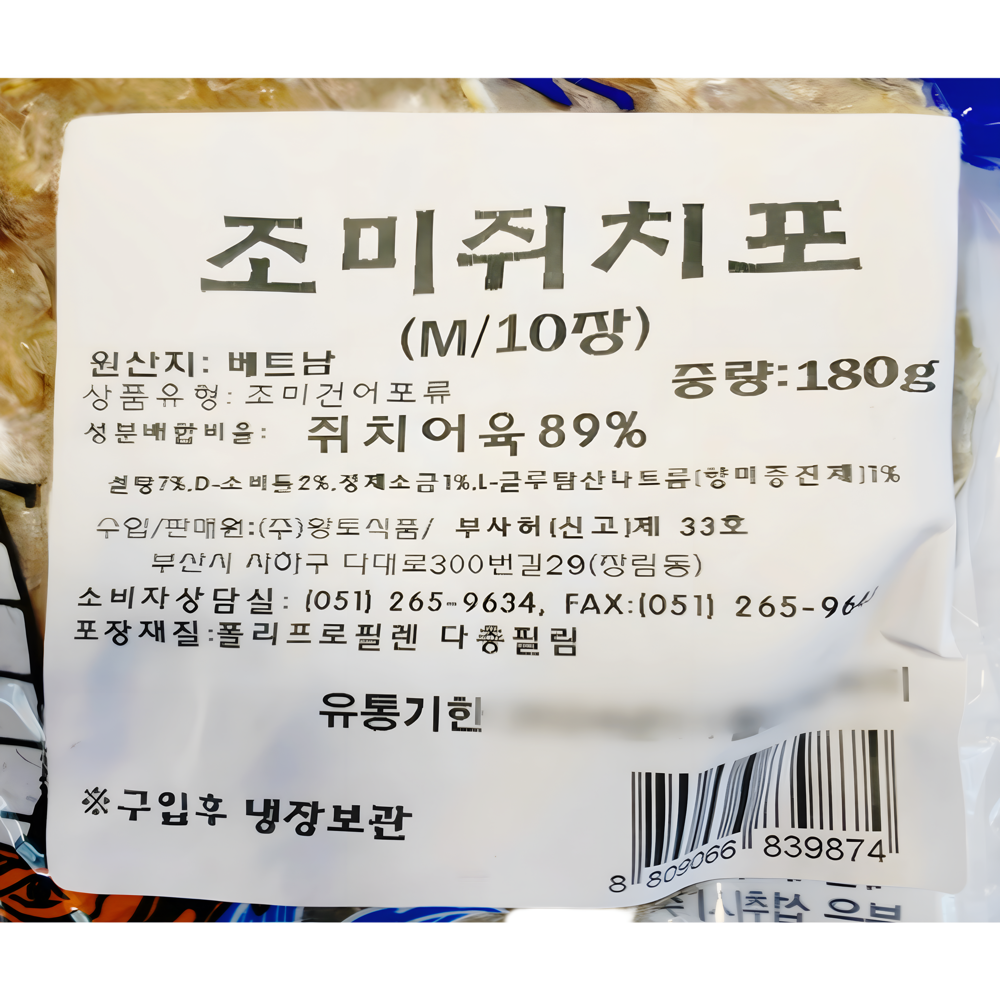 조미쥐치포
(M/10장)
원산지: 베트남
중량:180g
상품유형: 조미건어포류
성분배합비율: 쥐치어육89%
설탕7%,D-소비톨2%,정제소금1%,L-글루탐산나트륨(향미증진제)1%
수입/판매원:(주)왕토식품/ 부사허(신고)제 33호
부산시 사하구 다대로300번길29(장림동)
소비자상담실: (051) 265-9634, FAX:(051) 265-964
포장재질:폴리프로필렌 다층필림
유통기한
※구입후 냉장보관
8 809066 839874